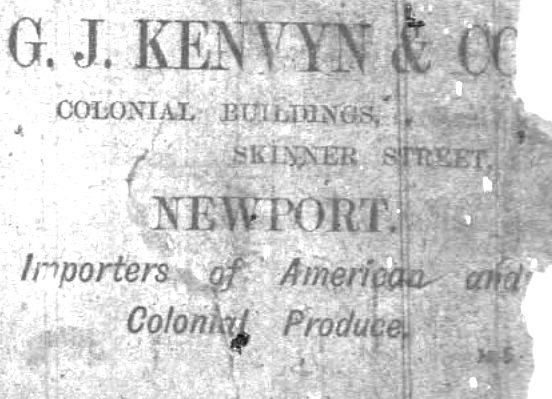 G. J. KENVYN & CO
COLONIAL BUILDINGS,
SKINNER STREET,
NEWPORT.
Importers of American and
Colonial Produce.